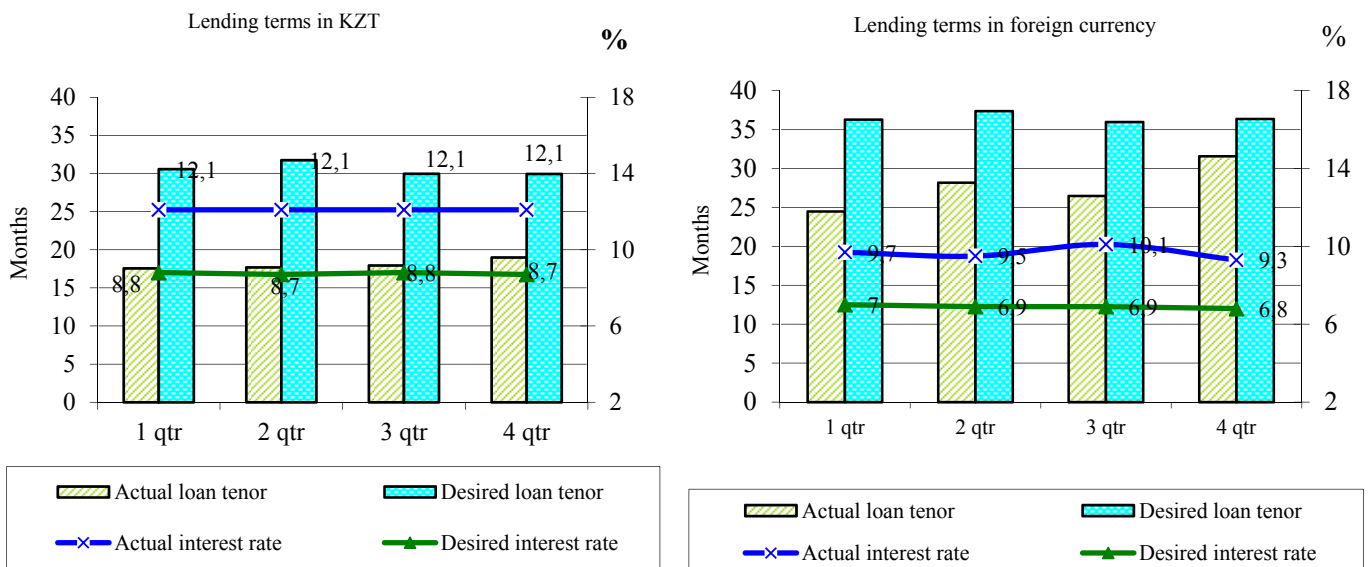 Lending terms in KZT
%
Months
40
35
30
25
20
15
10
5
0
18
14
10
6
2
12,1
12,1
12,1
12,1
8,8
8,7
8,8
8,7
1 qtr
2 qtr
3 qtr
4 qtr
Actual loan tenor
Desired loan tenor
Actual interest rate
Desired interest rate
Lending terms in foreign currency
%
Months
40
35
30
25
20
15
10
5
0
18
14
10
6
2
9,7
9,5
10,1
9,3
7
6,9
6,9
6,8
1 qtr
2 qtr
3 qtr
4 qtr
Actual loan tenor
Desired loan tenor
Actual interest rate
Desired interest rate